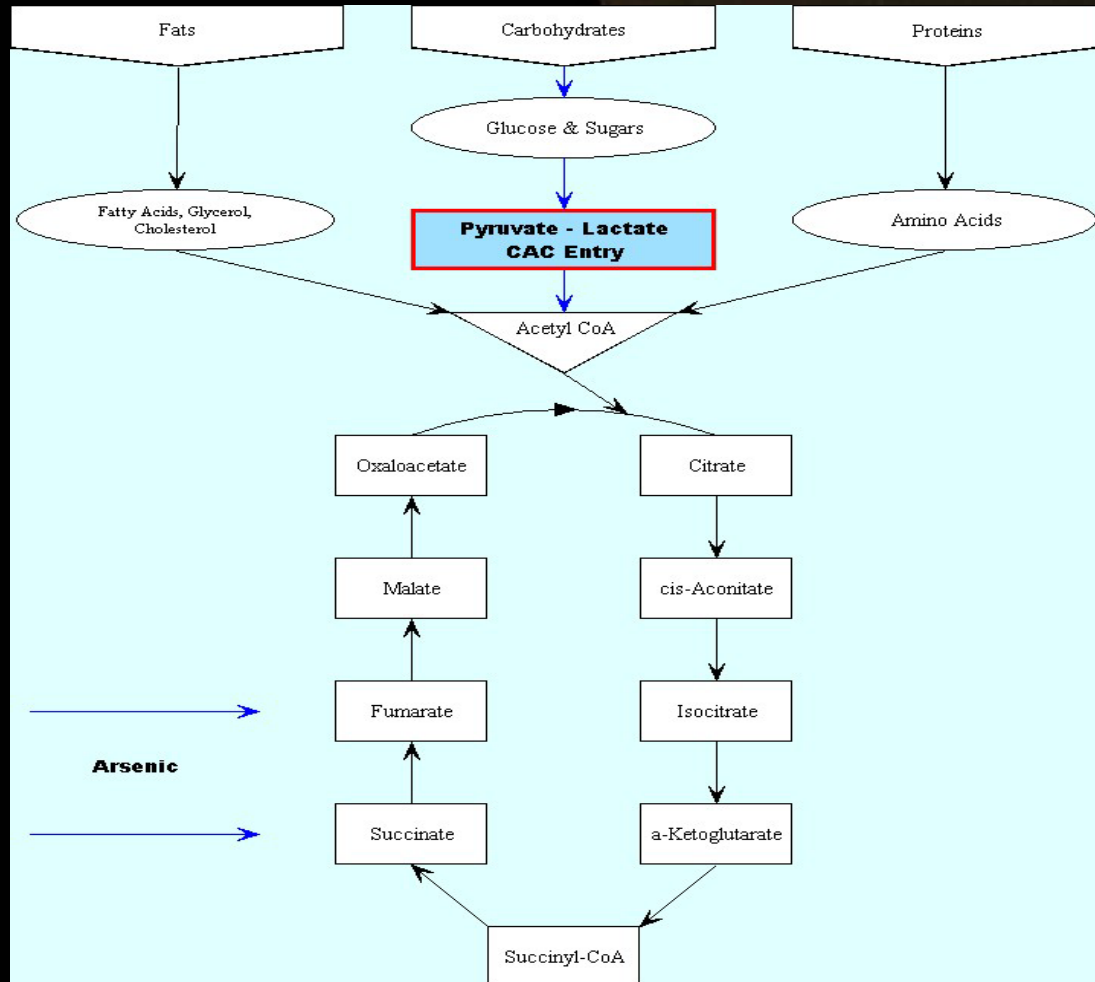 Fats
Carbohydrates
Proteins
Glucose & Sugars
Fatty Acids, Glycerol,
Cholesterol
Pyruvate - Lactate
CAC Entry
Amino Acids
Acetyl CoA
Oxaloacetate
Citrate
Malate
cis-Aconitate
Fumarate
Isocitrate
Arsenic
Succinate
a-Ketoglutarate
Succinyl-CoA